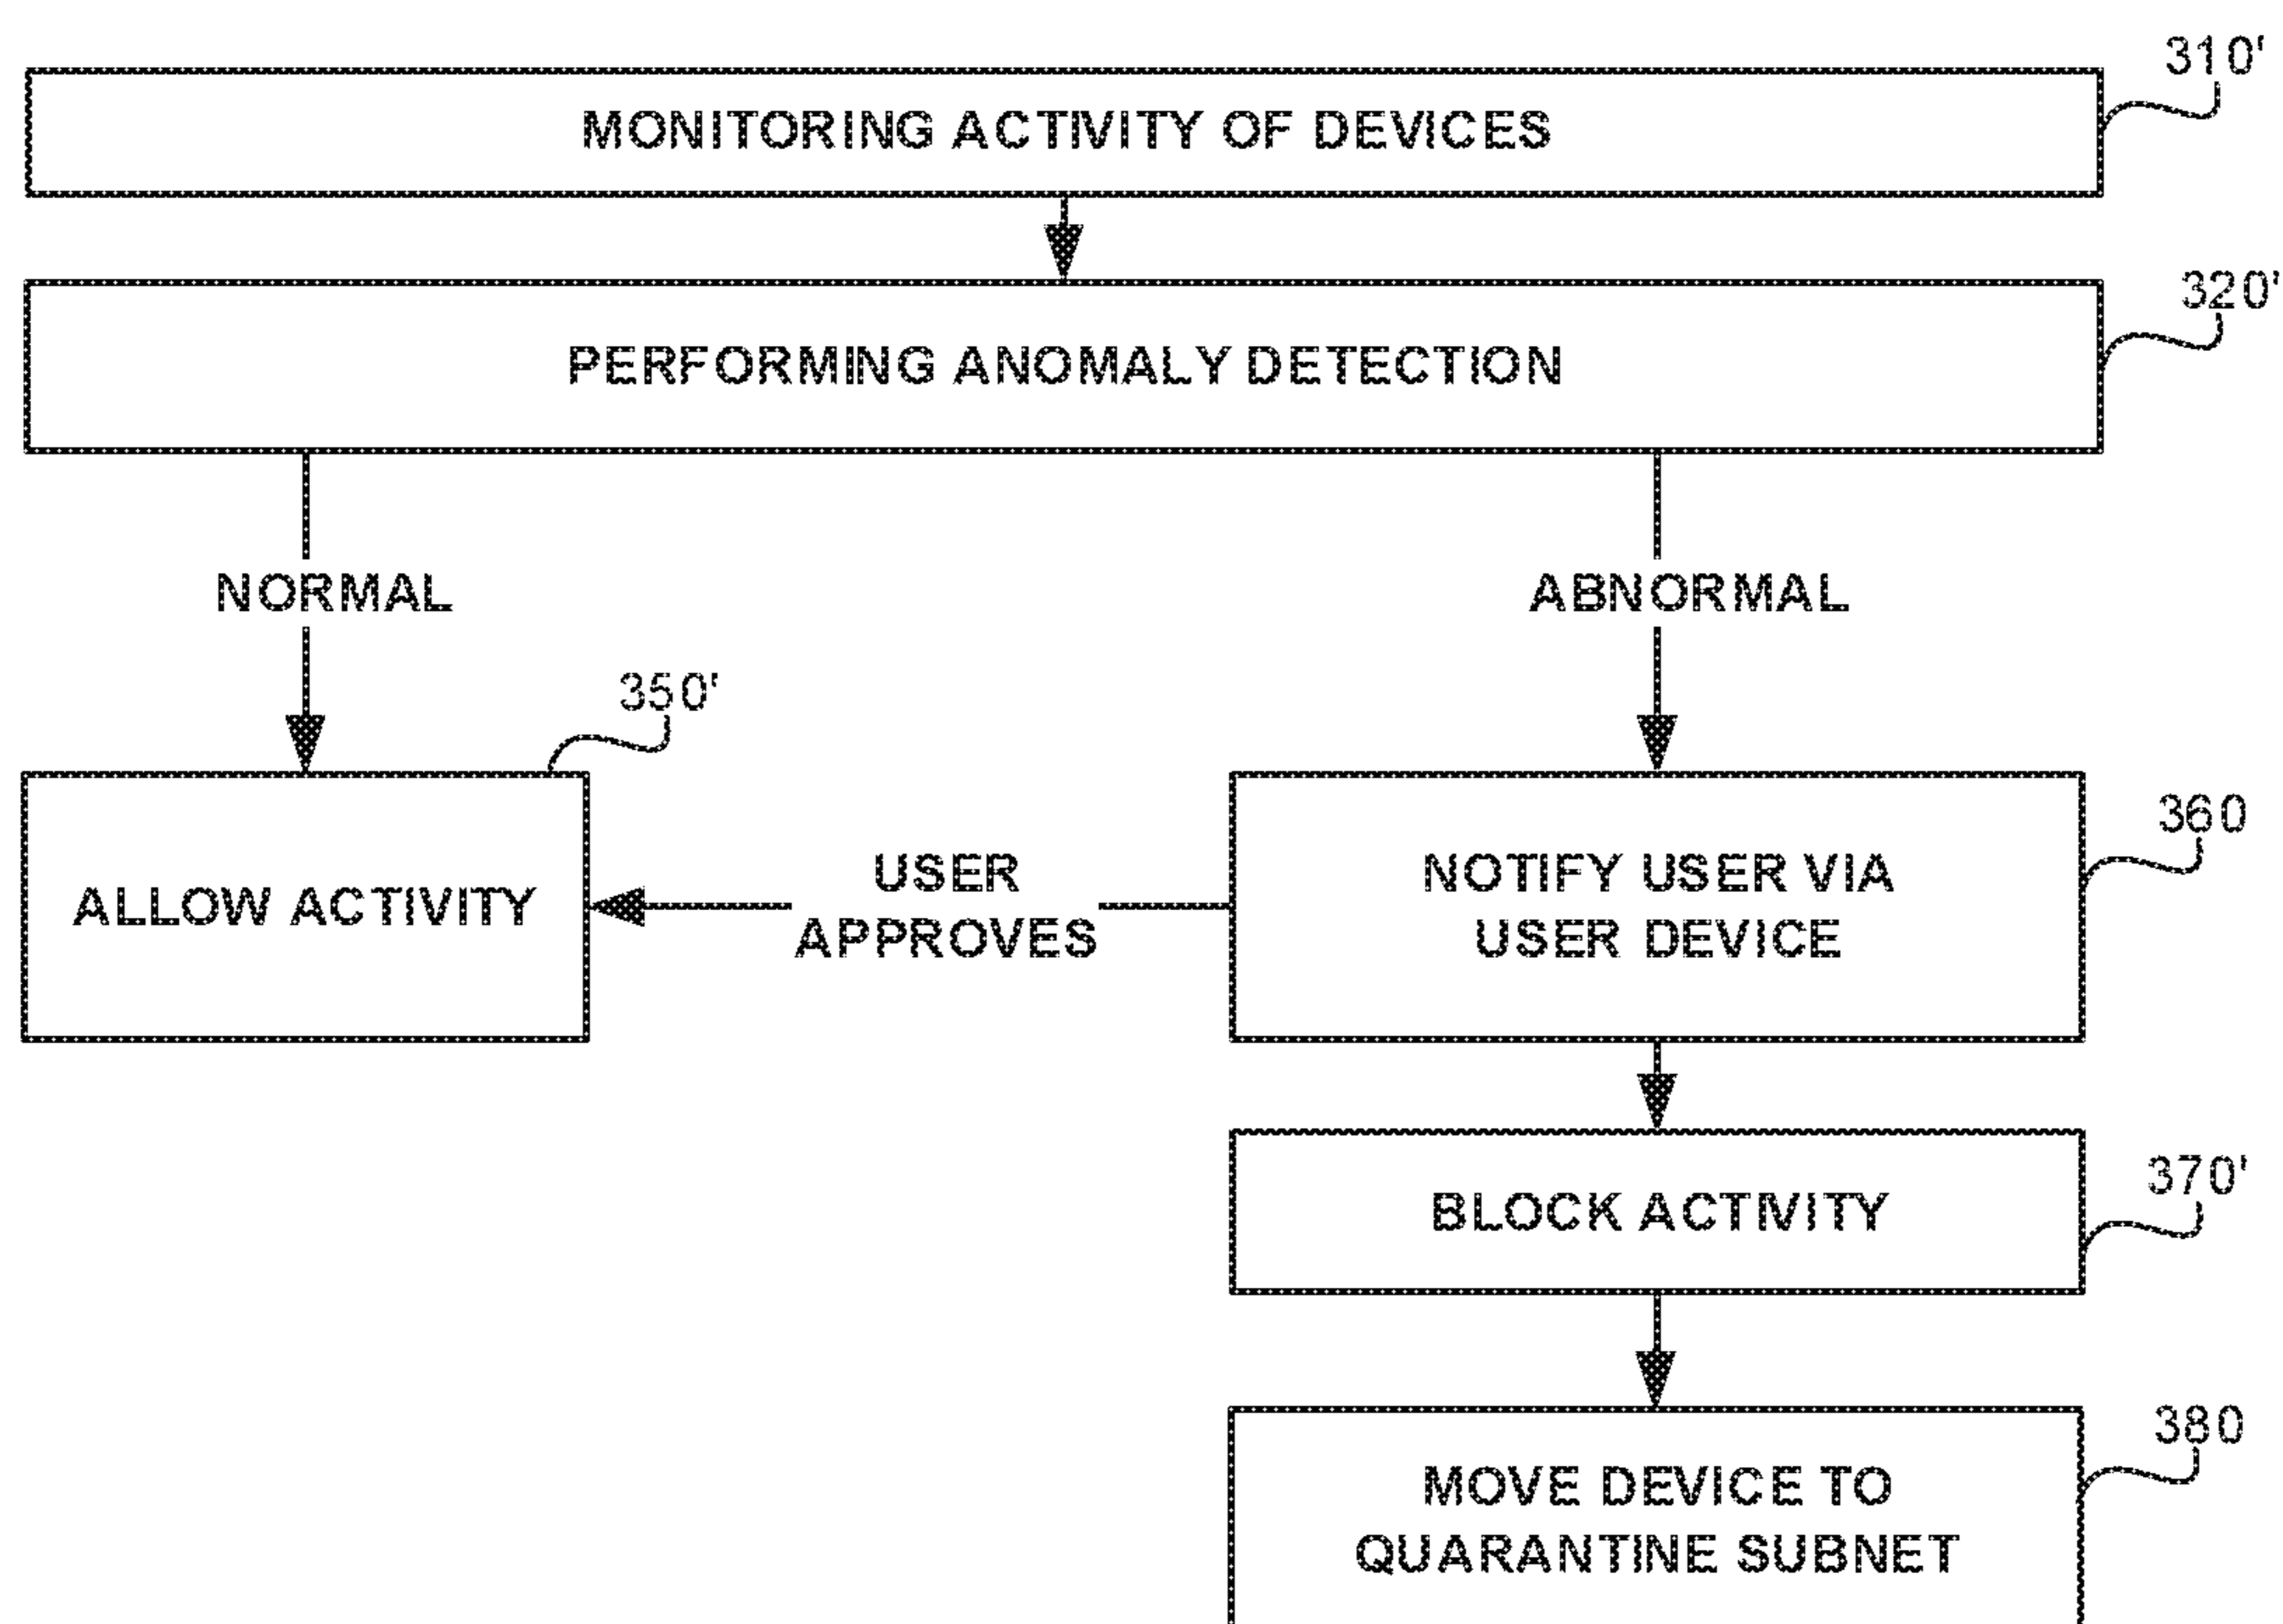 310'
MONITORING ACTIVITY OF DEVICES
320'
PERFORMING ANOMALY DETECTION
NORMAL
ABNORMAL
350'
360
ALLOW ACTIVITY
USER
APPROVES
NOTIFY USER VIA
USER DEVICE
370'
BLOCK ACTIVITY
380
MOVE DEVICE TO
QUARANTINE SUBNET